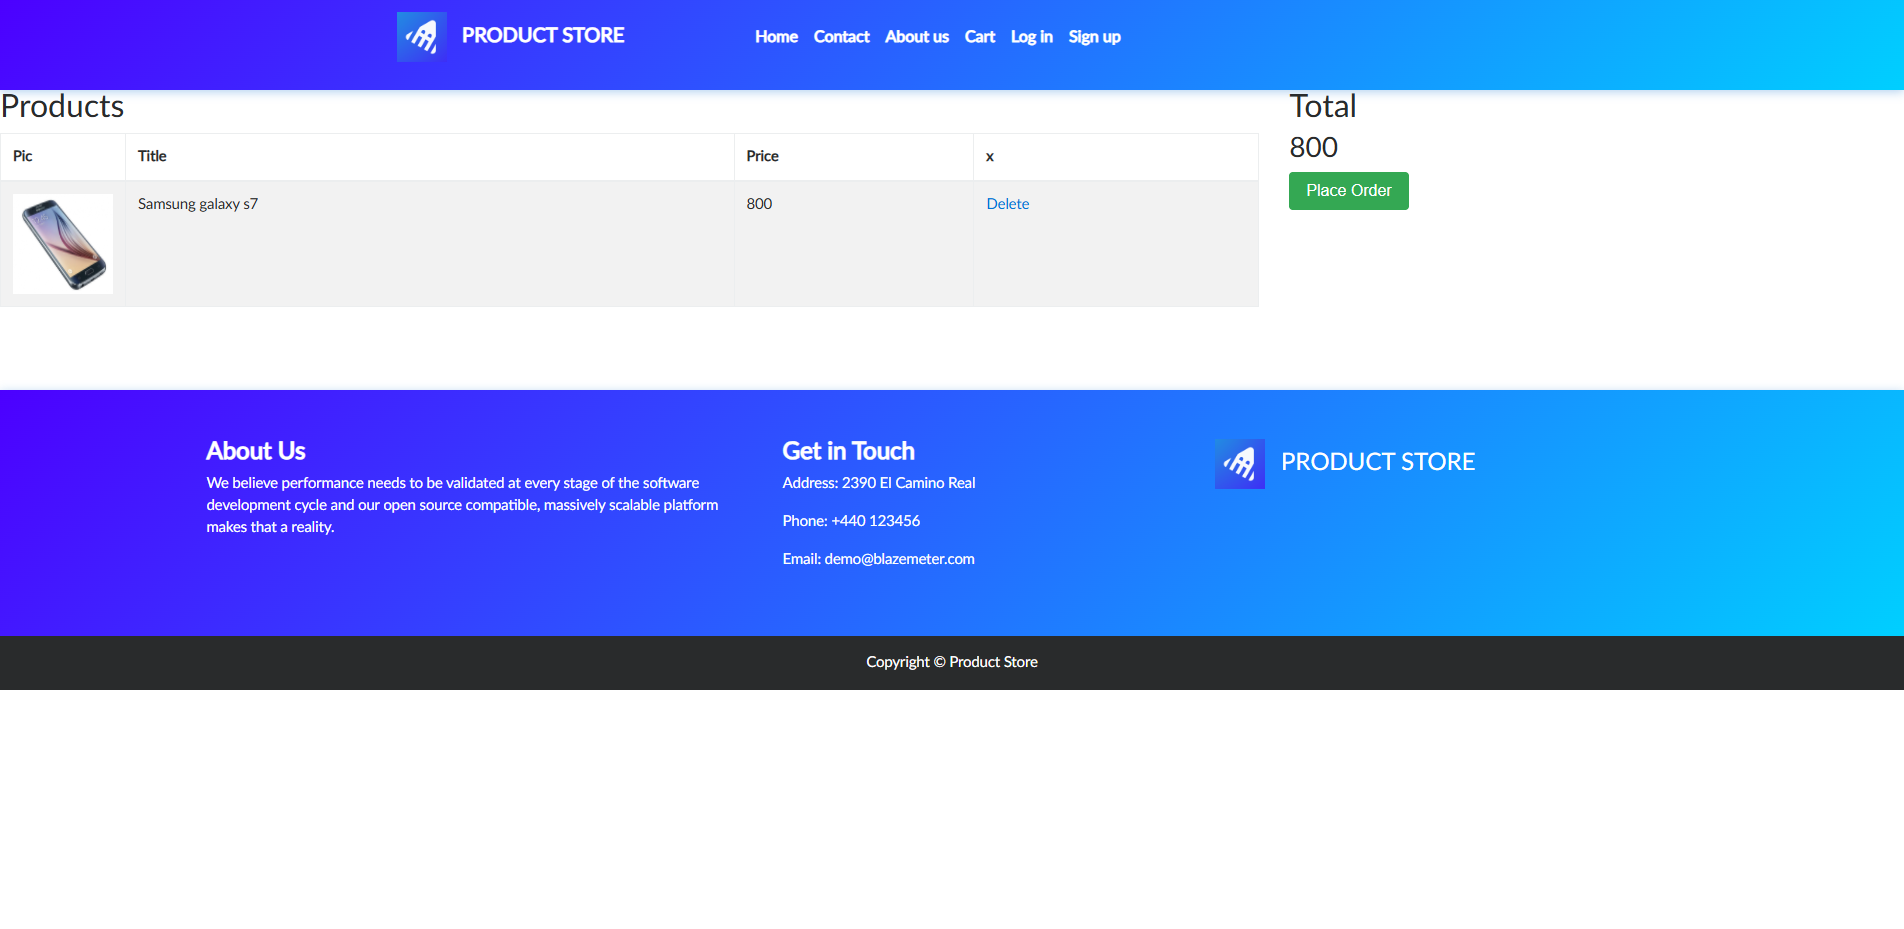 PRODUCT STORE
Home Contact About us Cart Log in Sign up
Products
Pic Title Price x
Samsung galaxy s7 800 Delete
Total
800
Place Order
About Us
We believe performance needs to be validated at every stage of the software
development cycle and our open source compatible, massively scalable platform
makes that a reality.
Get in Touch
Address: 2390 El Camino Real
Phone: +440 123456
Email: demo@blazemeter.com
PRODUCT STORE
Copyright © Product Store